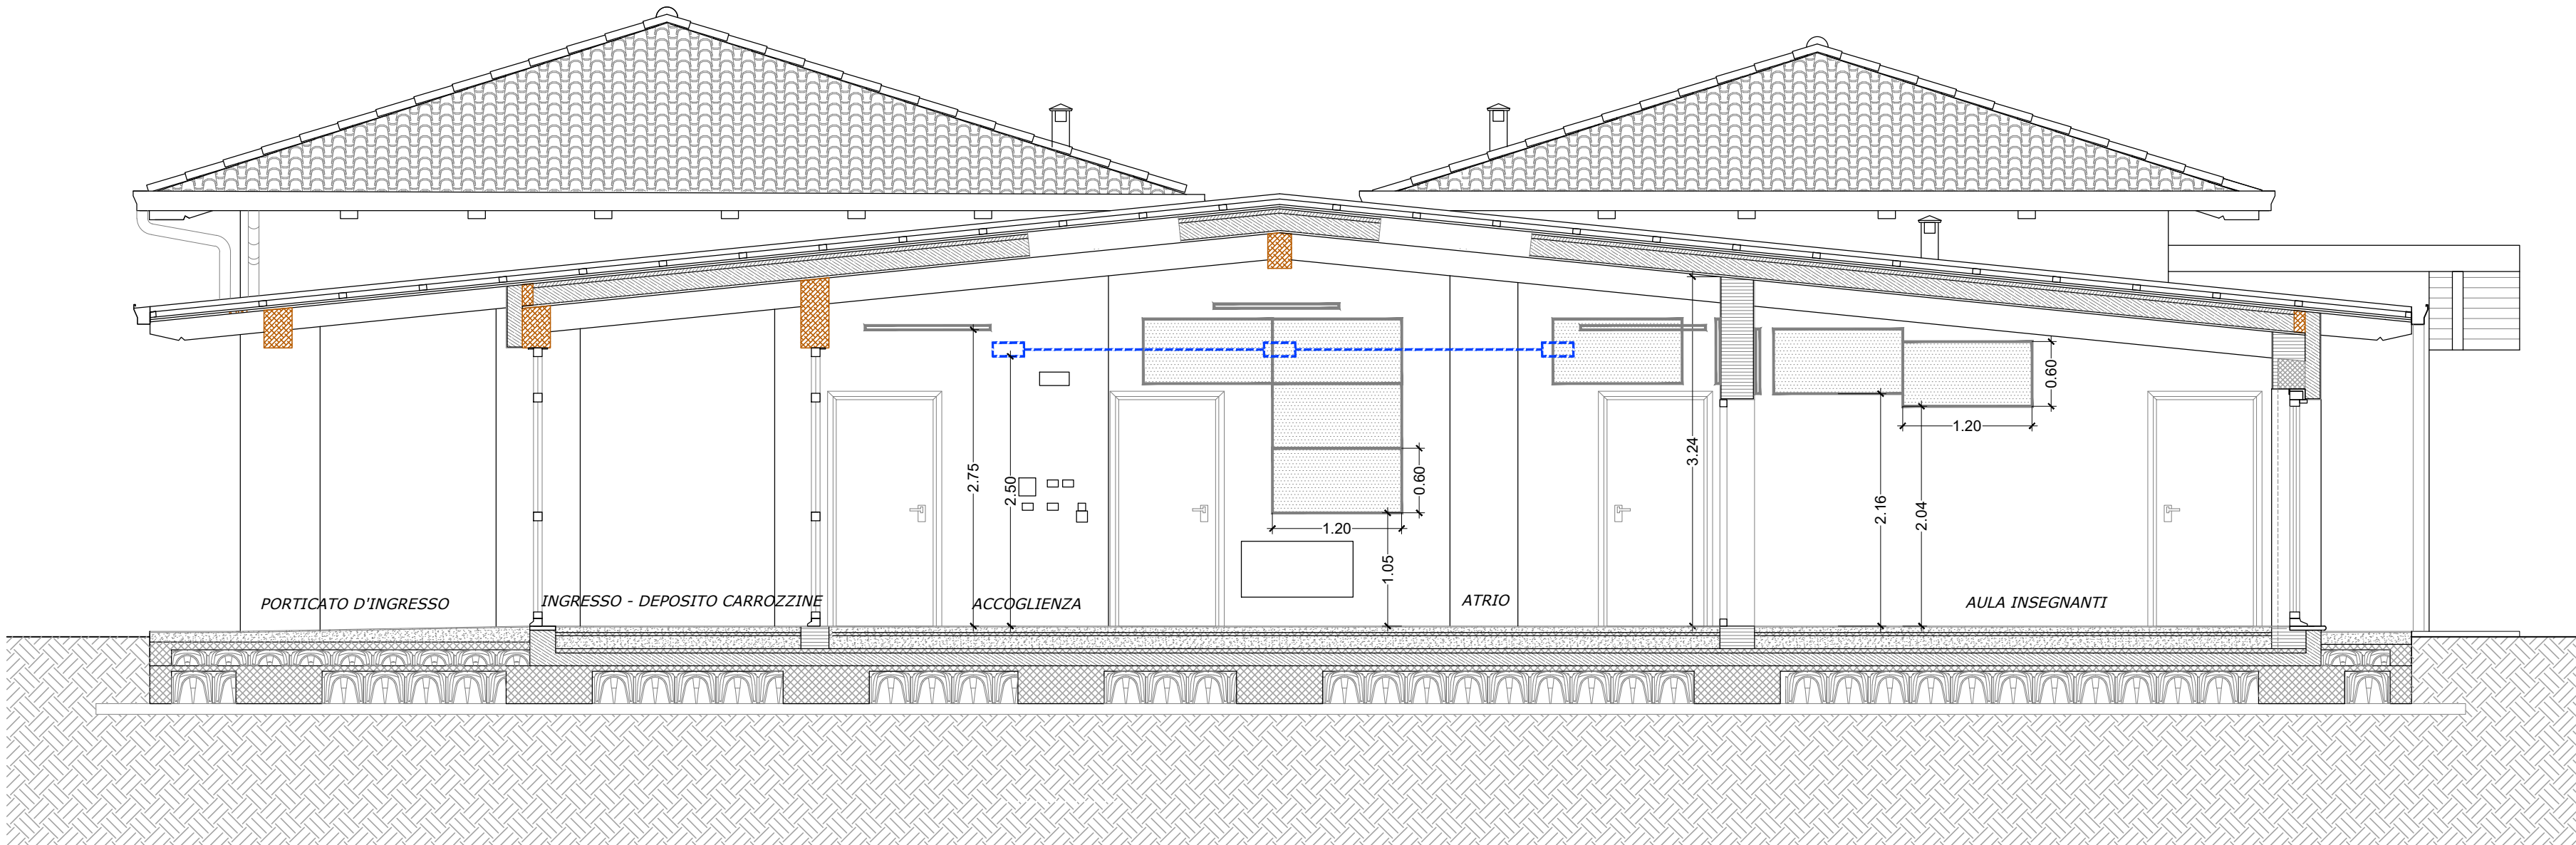 0.60
1.20
3.24
2.75
2.50
0.60
2.16
2.04
1.20
1.05
PORTICATO D'INGRESSO
INGRESSO - DEPOSITO CARROZZINE
ACCOGLIENZA
ATRIO
AULA INSEGNANTI